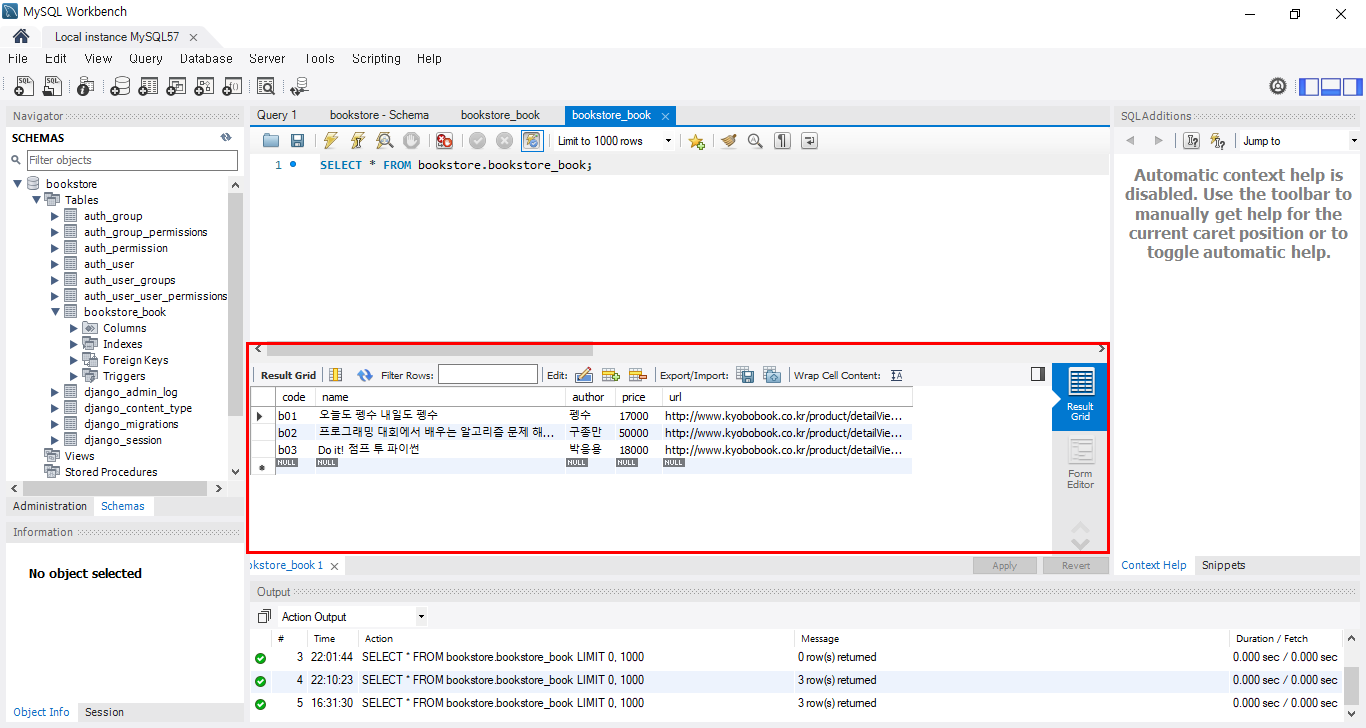 MySQL Workbench
Local instance MySQL57
File Edit View Query Database Server Tools Scripting Help
Navigator
SCHEMAS
Filter objects
bookstore
Tables
auth_group
auth_group_permissions
auth_permission
auth_user
auth_user_groups
auth_user_user_permissions
bookstore_book
Columns
Indexes
Foreign Keys
Triggers
django_admin_log
django_content_type
django_migrations
django_session
Views
Stored Procedures
Administration Schemas
Information
No object selected
Object Info Session
Query 1 bookstore - Schema bookstore_book bookstore_book
Limit to 1000 rows
1 SELECT * FROM bookstore.bookstore_book;
Result Grid Filter Rows: Edit: Export/Import: Wrap Cell Content:
code name author price url
b01 오늘도 펭수 내일도 펭수 펭수 17000 http://www.kyobobook.co.kr/product/detailVie...
b02 프로그래밍 대회에서 배우는 알고리즘 문제 해... 구종만 50000 http://www.kyobobook.co.kr/product/detailVie...
b03 Do it! 점프 투 파이썬 박응용 18000 http://www.kyobobook.co.kr/product/detailVie...
NULL NULL NULL NULL NULL
Result
Grid
Form
Editor
okstore_book 1
Apply Revert
Output
Action Output
# Time Action Message Duration / Fetch
3 22:01:44 SELECT * FROM bookstore.bookstore_book LIMIT 0, 1000 0 row(s) returned 0.000 sec / 0.000 sec
4 22:10:23 SELECT * FROM bookstore.bookstore_book LIMIT 0, 1000 3 row(s) returned 0.000 sec / 0.000 sec
5 16:31:30 SELECT * FROM bookstore.bookstore_book LIMIT 0, 1000 3 row(s) returned 0.000 sec / 0.000 sec
SQLAdditions
Jump to
Automatic context help is
disabled. Use the toolbar to
manually get help for the
current caret position or to
toggle automatic help.
Context Help Snippets